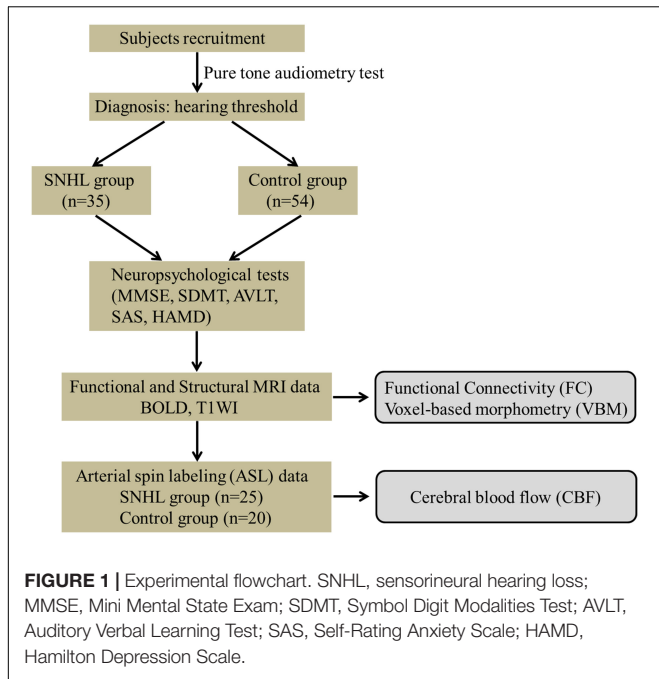 Subjects recruitment
Pure tone audiometry test
Diagnosis: hearing threshold
SNHL group
(n=35)
Control group
(n=54)
Neuropsychological tests
(MMSE, SDMT, AVLT,
SAS, HAMD)
Functional and Structural MRI data
BOLD, T1WI
Functional Connectivity (FC)
Voxel-based morphometry (VBM)
Arterial spin labeling (ASL) data
SNHL group (n=25)
Control group (n=20)
Cerebral blood flow (CBF)
FIGURE 1 | Experimental flowchart. SNHL, sensorineural hearing loss;
MMSE, Mini Mental State Exam; SDMT, Symbol Digit Modalities Test; AVLT,
Auditory Verbal Learning Test; SAS, Self-Rating Anxiety Scale; HAMD,
Hamilton Depression Scale.